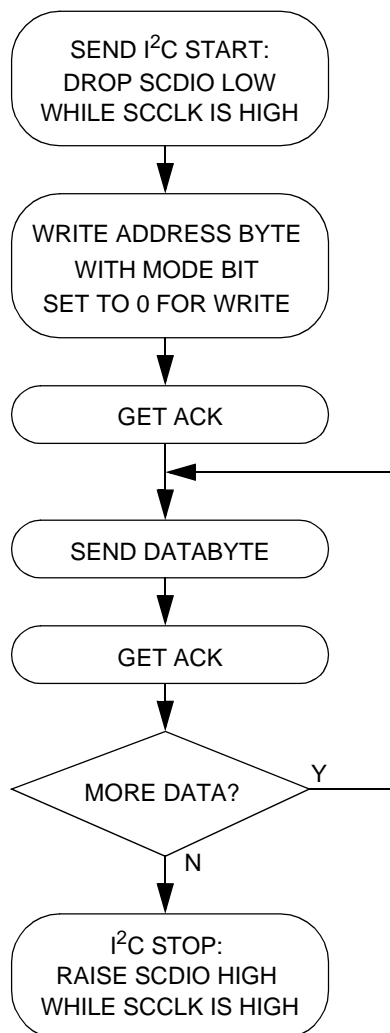 SEND I²C START:
DROP SCDIO LOW
WHILE SCCLK IS HIGH
WRITE ADDRESS BYTE
WITH MODE BIT
SET TO 0 FOR WRITE
GET ACK
SEND DATABYTE
GET ACK
MORE DATA?
Y
N
I²C STOP:
RAISE SCDIO HIGH
WHILE SCCLK IS HIGH